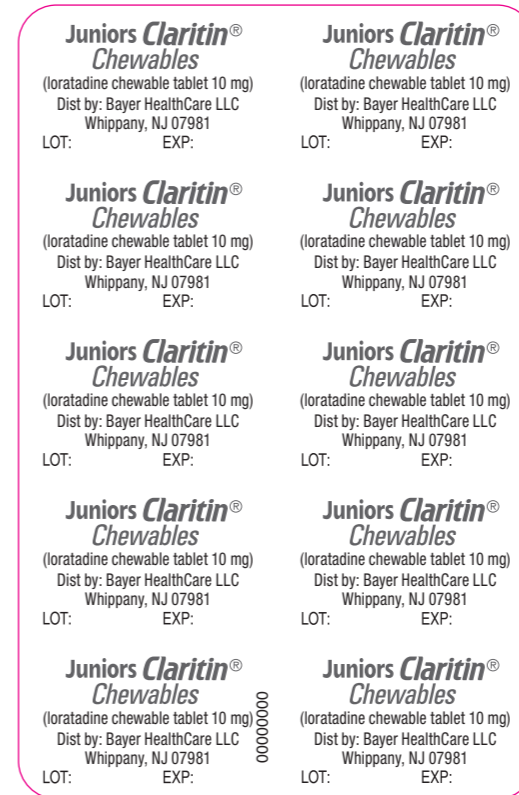 Juniors Claritin® Juniors Claritin®
Chewables Chewables
(loratadine chewable tablet 10 mg) (loratadine chewable tablet 10 mg)
Dist by: Bayer HealthCare LLC Dist by: Bayer HealthCare LLC
Whippany, NJ 07981 Whippany, NJ 07981
LOT: EXP: LOT: EXP:
Juniors Claritin® Juniors Claritin®
Chewables Chewables
(loratadine chewable tablet 10 mg) (loratadine chewable tablet 10 mg)
Dist by: Bayer HealthCare LLC Dist by: Bayer HealthCare LLC
Whippany, NJ 07981 Whippany, NJ 07981
LOT: EXP: LOT: EXP:
Juniors Claritin® Juniors Claritin®
Chewables Chewables
(loratadine chewable tablet 10 mg) (loratadine chewable tablet 10 mg)
Dist by: Bayer HealthCare LLC Dist by: Bayer HealthCare LLC
Whippany, NJ 07981 Whippany, NJ 07981
LOT: EXP: LOT: EXP:
Juniors Claritin® Juniors Claritin®
Chewables Chewables
(loratadine chewable tablet 10 mg) (loratadine chewable tablet 10 mg)
Dist by: Bayer HealthCare LLC Dist by: Bayer HealthCare LLC
Whippany, NJ 07981 Whippany, NJ 07981
LOT: EXP: LOT: EXP:
Juniors Claritin® Juniors Claritin®
Chewables Chewables
(loratadine chewable tablet 10 mg) (loratadine chewable tablet 10 mg)
Dist by: Bayer HealthCare LLC Dist by: Bayer HealthCare LLC
Whippany, NJ 07981 Whippany, NJ 07981
LOT: EXP: LOT: EXP:
00000000